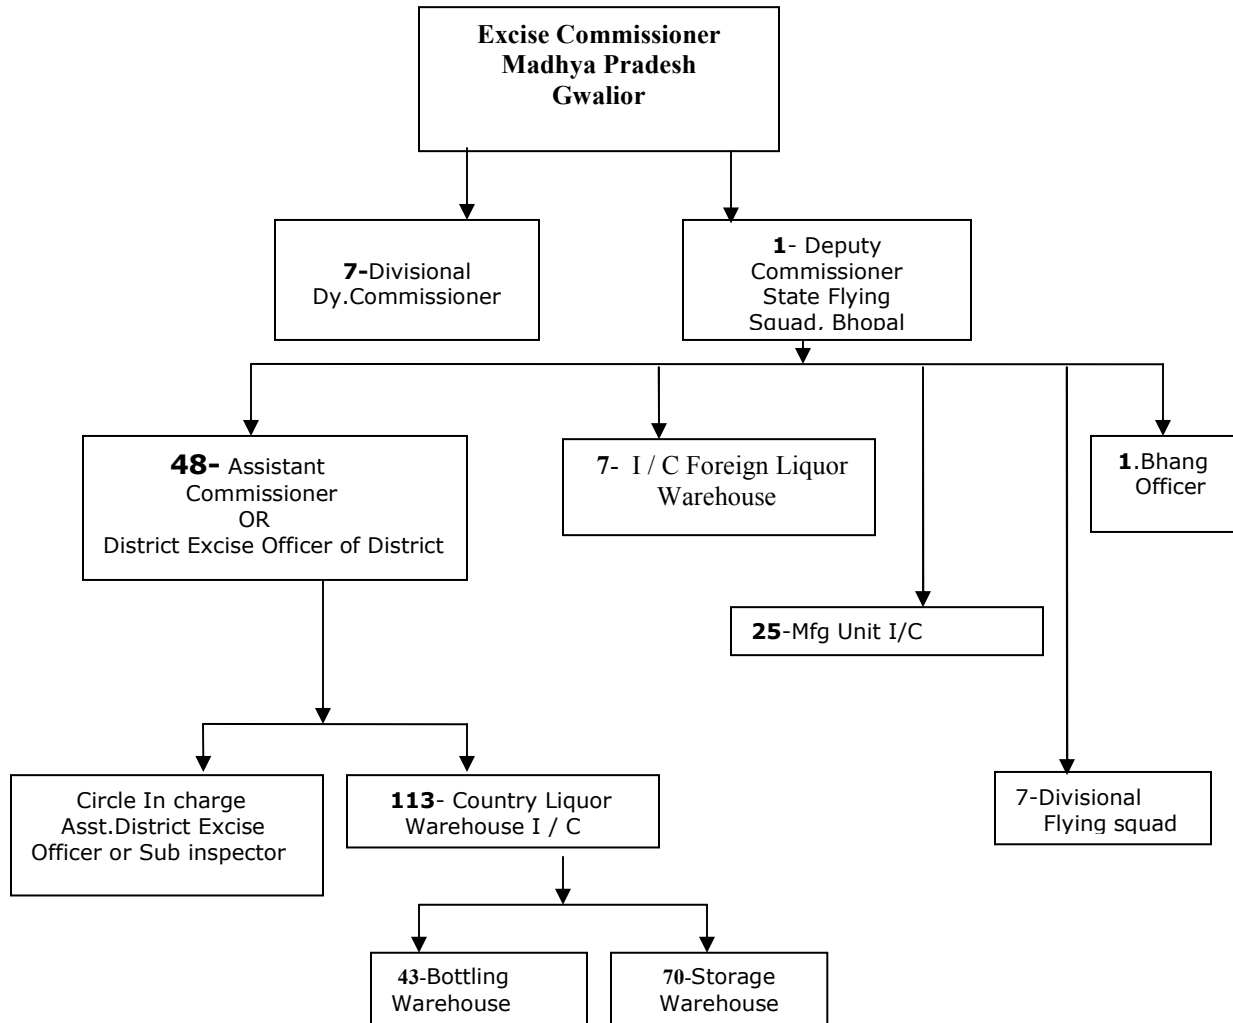 Excise Commissioner
Madhya Pradesh
Gwalior
7-Divisional
Dy.Commissioner
1- Deputy
Commissioner
State Flying
Squad, Bhopal
48- Assistant
Commissioner
OR
District Excise Officer of District
7- I / C Foreign Liquor
Warehouse
1.Bhang
Officer
25-Mfg Unit I/C
Circle In charge
Asst.District Excise
Officer or Sub inspector
113- Country Liquor
Warehouse I / C
7-Divisional
Flying squad
43-Bottling
Warehouse
70-Storage
Warehouse